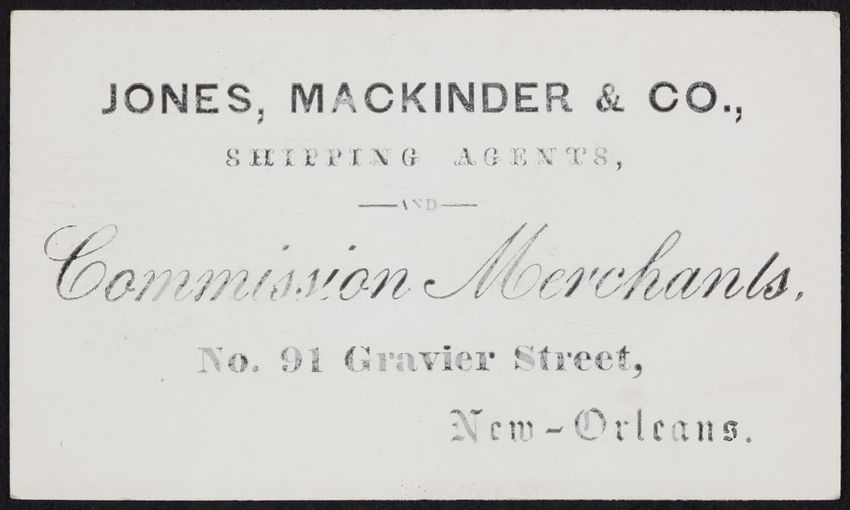 JONES, MACKINDER & CO.,
SHIPPING AGENTS,
—AND—
Commission Merchants.
No. 91 Gravier Street,
New-Orleans.